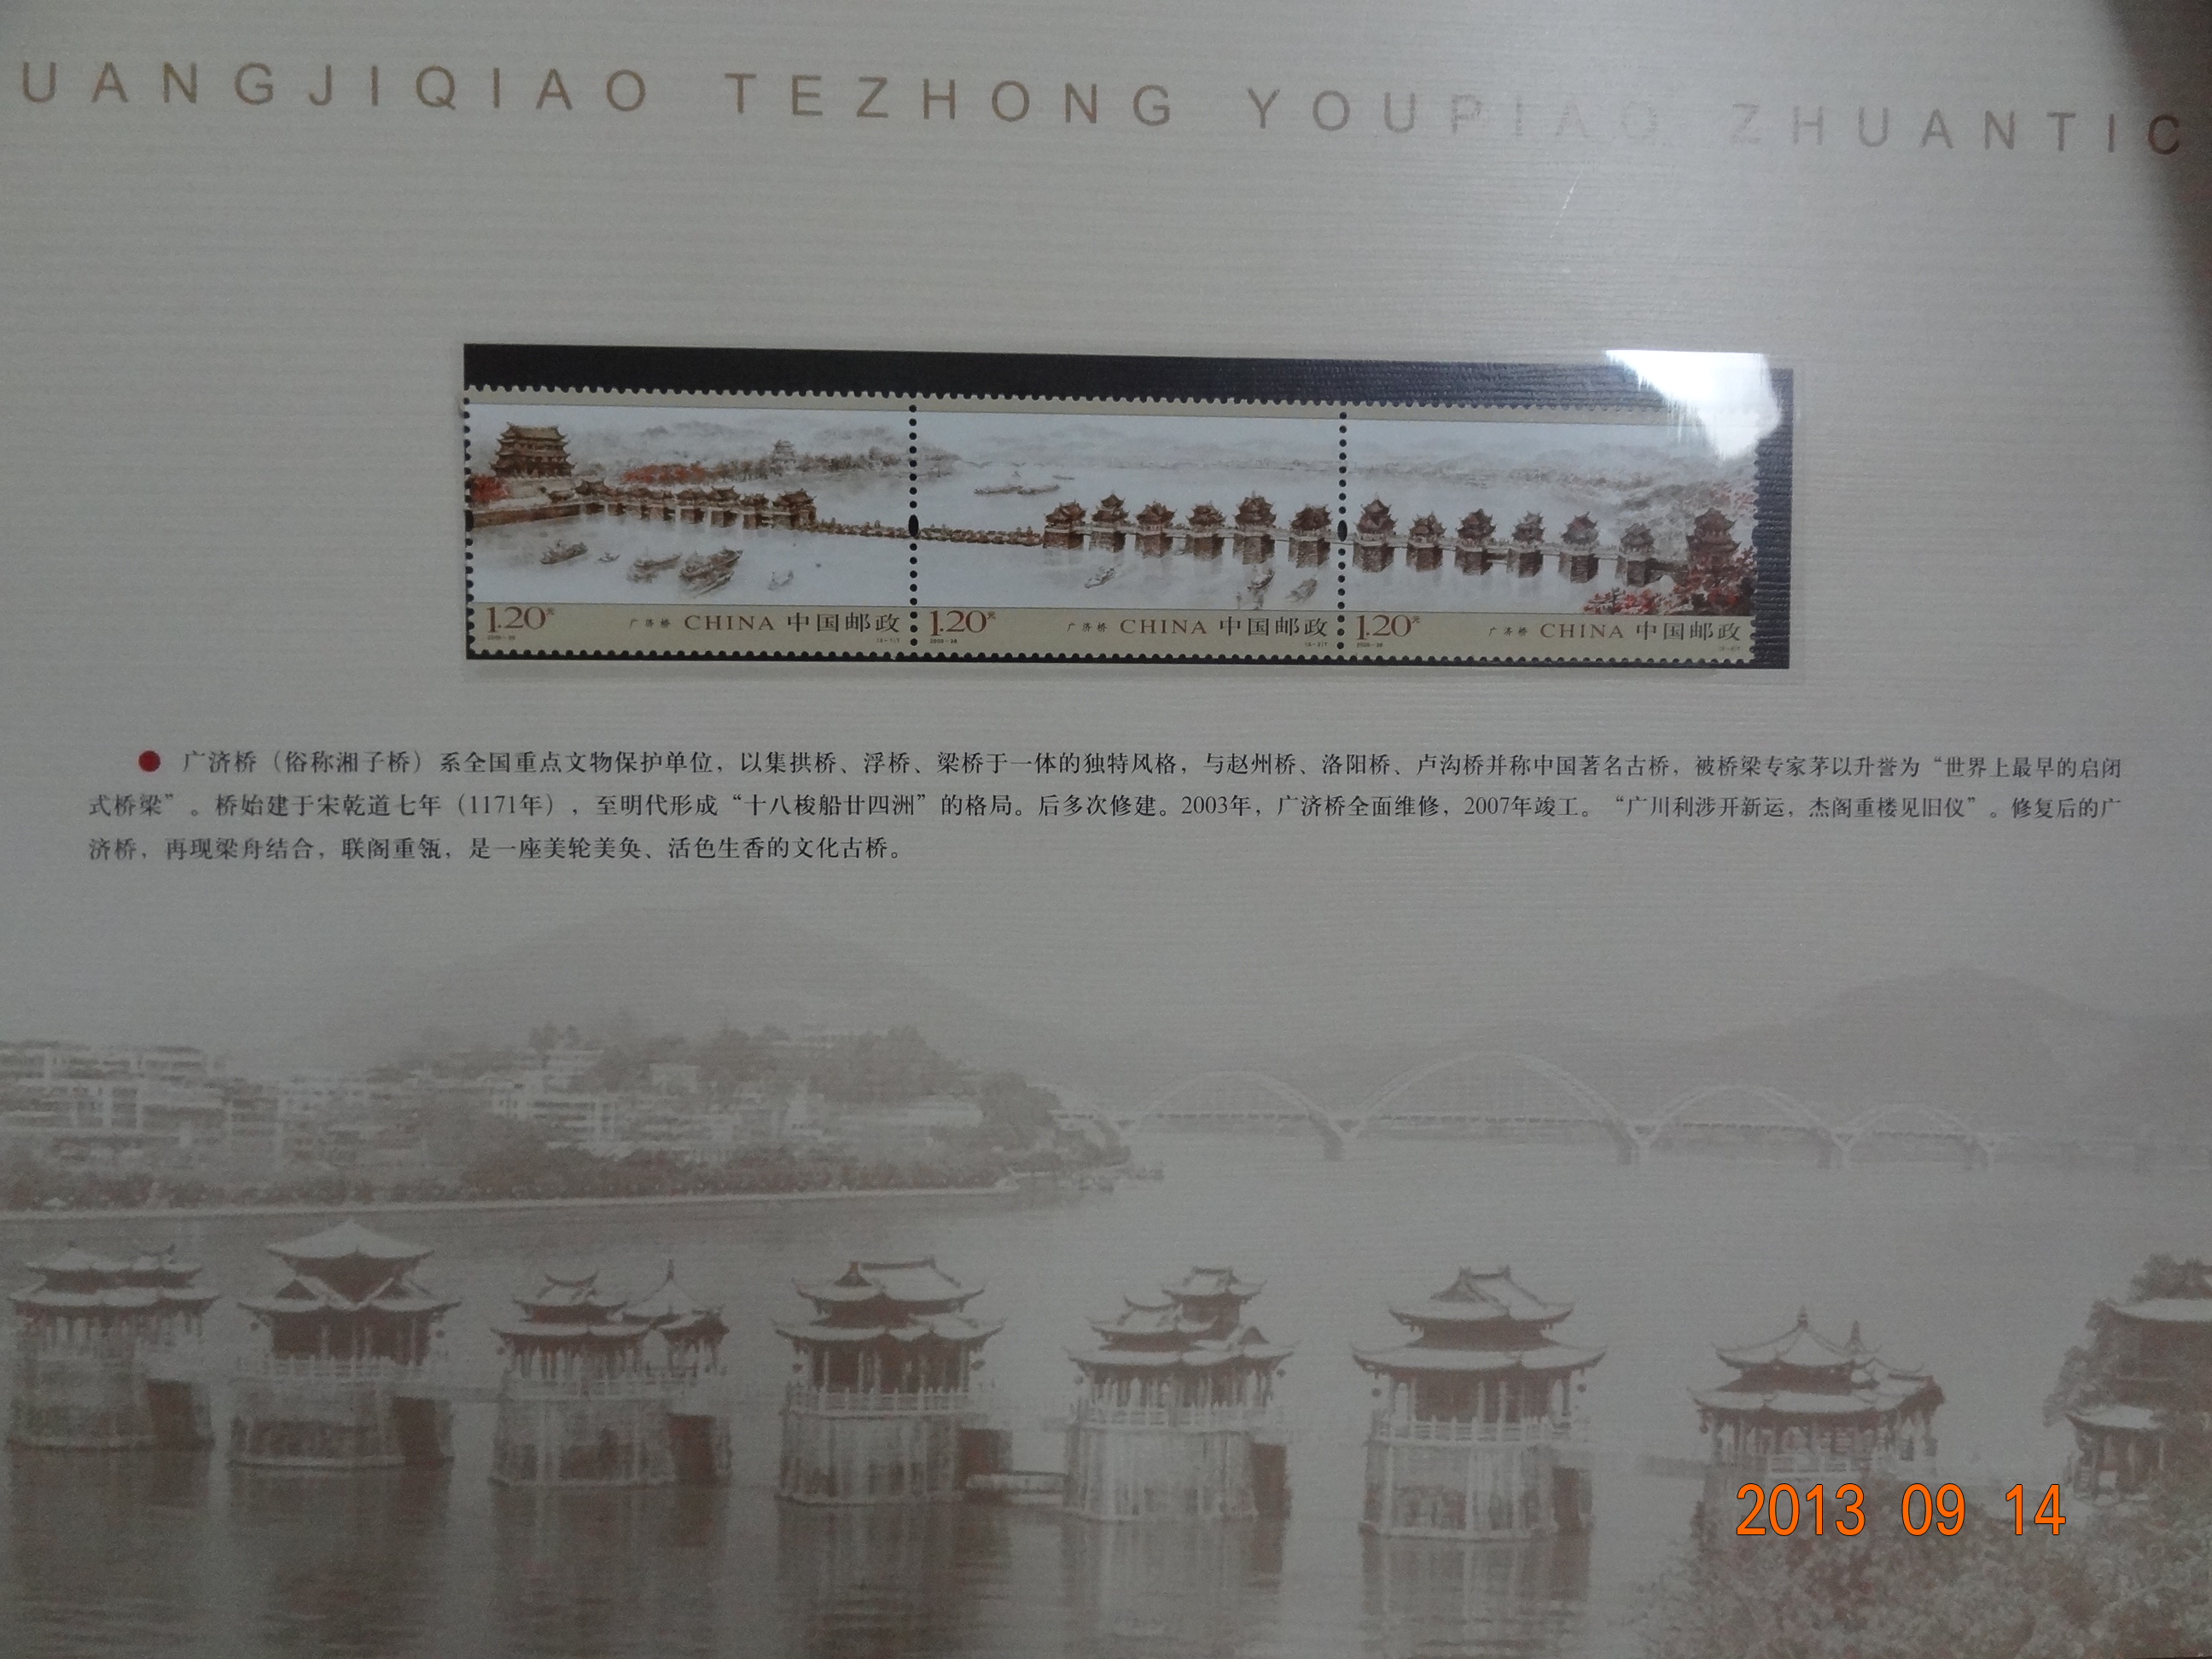 UANGJIQIAO TEZHONG YOUPIAO ZHUANTIC
1.20元 广济桥 CHINA 中国邮政 1.20元 广济桥 CHINA 中国邮政 1.20元 广济桥 CHINA 中国邮政
● 广济桥（俗称湘子桥）系全国重点文物保护单位，以集拱桥、浮桥、梁桥于一体的独特风格，与赵州桥、洛阳桥、卢沟桥并称中国著名古桥，被桥梁专家茅以升誉为“世界上最早的启闭
式桥梁”。桥始建于宋乾道七年（1171年），至明代形成“十八梭船廿四洲”的格局。后多次修建。2003年，广济桥全面维修，2007年竣工。“广川利涉开新运，杰阁重楼见旧仪”。修复后的广
济桥，再现梁舟结合，联阁重瓴，是一座美轮美奂、活色生香的文化古桥。
2013 09 14